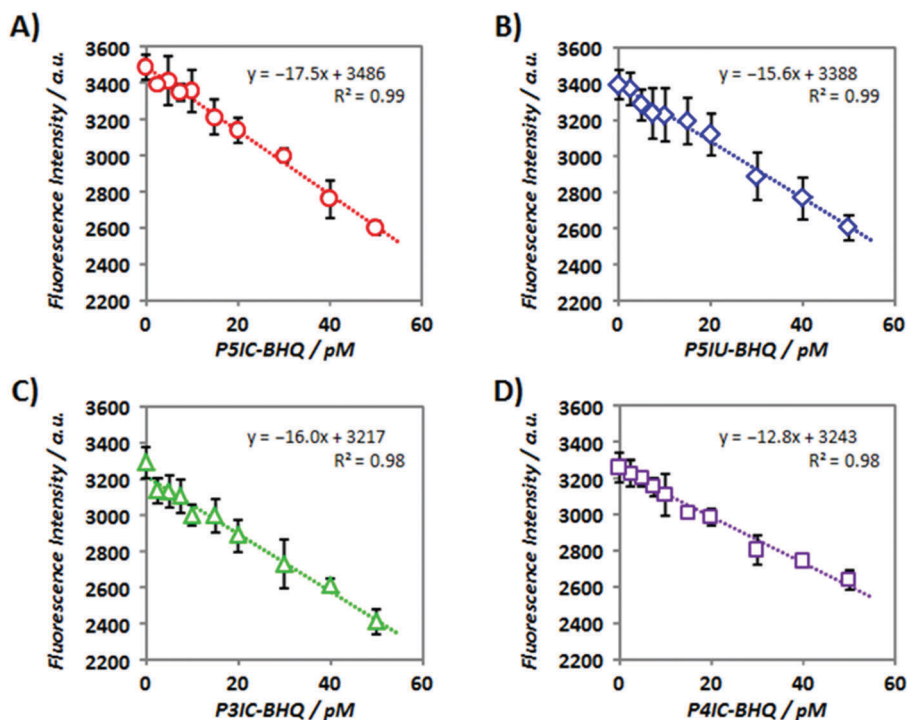 A)
Fluorescence Intensity / a.u.
3600
3400
3200
3000
2800
2600
2400
2200
y = −17.5x + 3486
R² = 0.99
0 20 40 60
P5IC-BHQ / pM
B)
Fluorescence Intensity / a.u.
3600
3400
3200
3000
2800
2600
2400
2200
y = −15.6x + 3388
R² = 0.99
0 20 40 60
P5IU-BHQ / pM
C)
Fluorescence Intensity / a.u.
3600
3400
3200
3000
2800
2600
2400
2200
y = −16.0x + 3217
R² = 0.98
0 20 40 60
P3IC-BHQ / pM
D)
Fluorescence Intensity / a.u.
3600
3400
3200
3000
2800
2600
2400
2200
y = −12.8x + 3243
R² = 0.98
0 20 40 60
P4IC-BHQ / pM